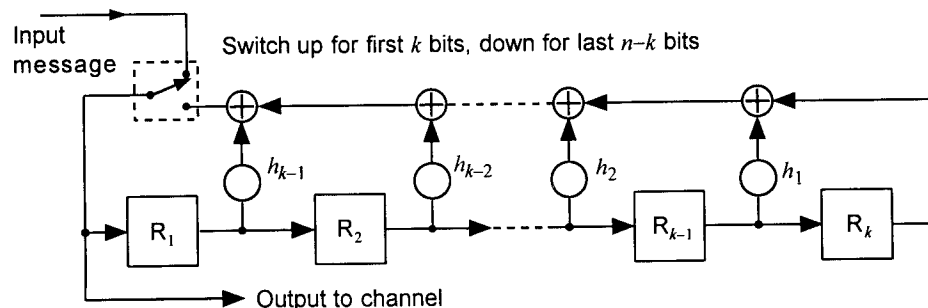 Input
message
Switch up for first k bits, down for last n–k bits
h_{k–1}
h_{k–2}
h_2
h_1
R_1
R_2
R_{k–1}
R_k
Output to channel